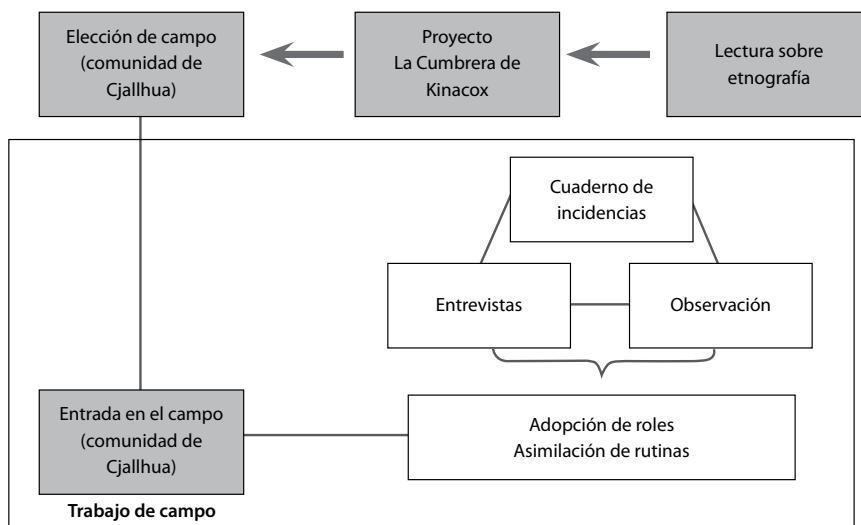 Elección de campo
(comunidad de
Cjallhua)
Proyecto
La Cumbrera de
Kinacox
Lectura sobre
etnografía
Cuaderno de
incidencias
Entrevistas
Observación
Entrada en el campo
(comunidad de
Cjallhua)
Adopción de roles
Asimilación de rutinas
Trabajo de campo